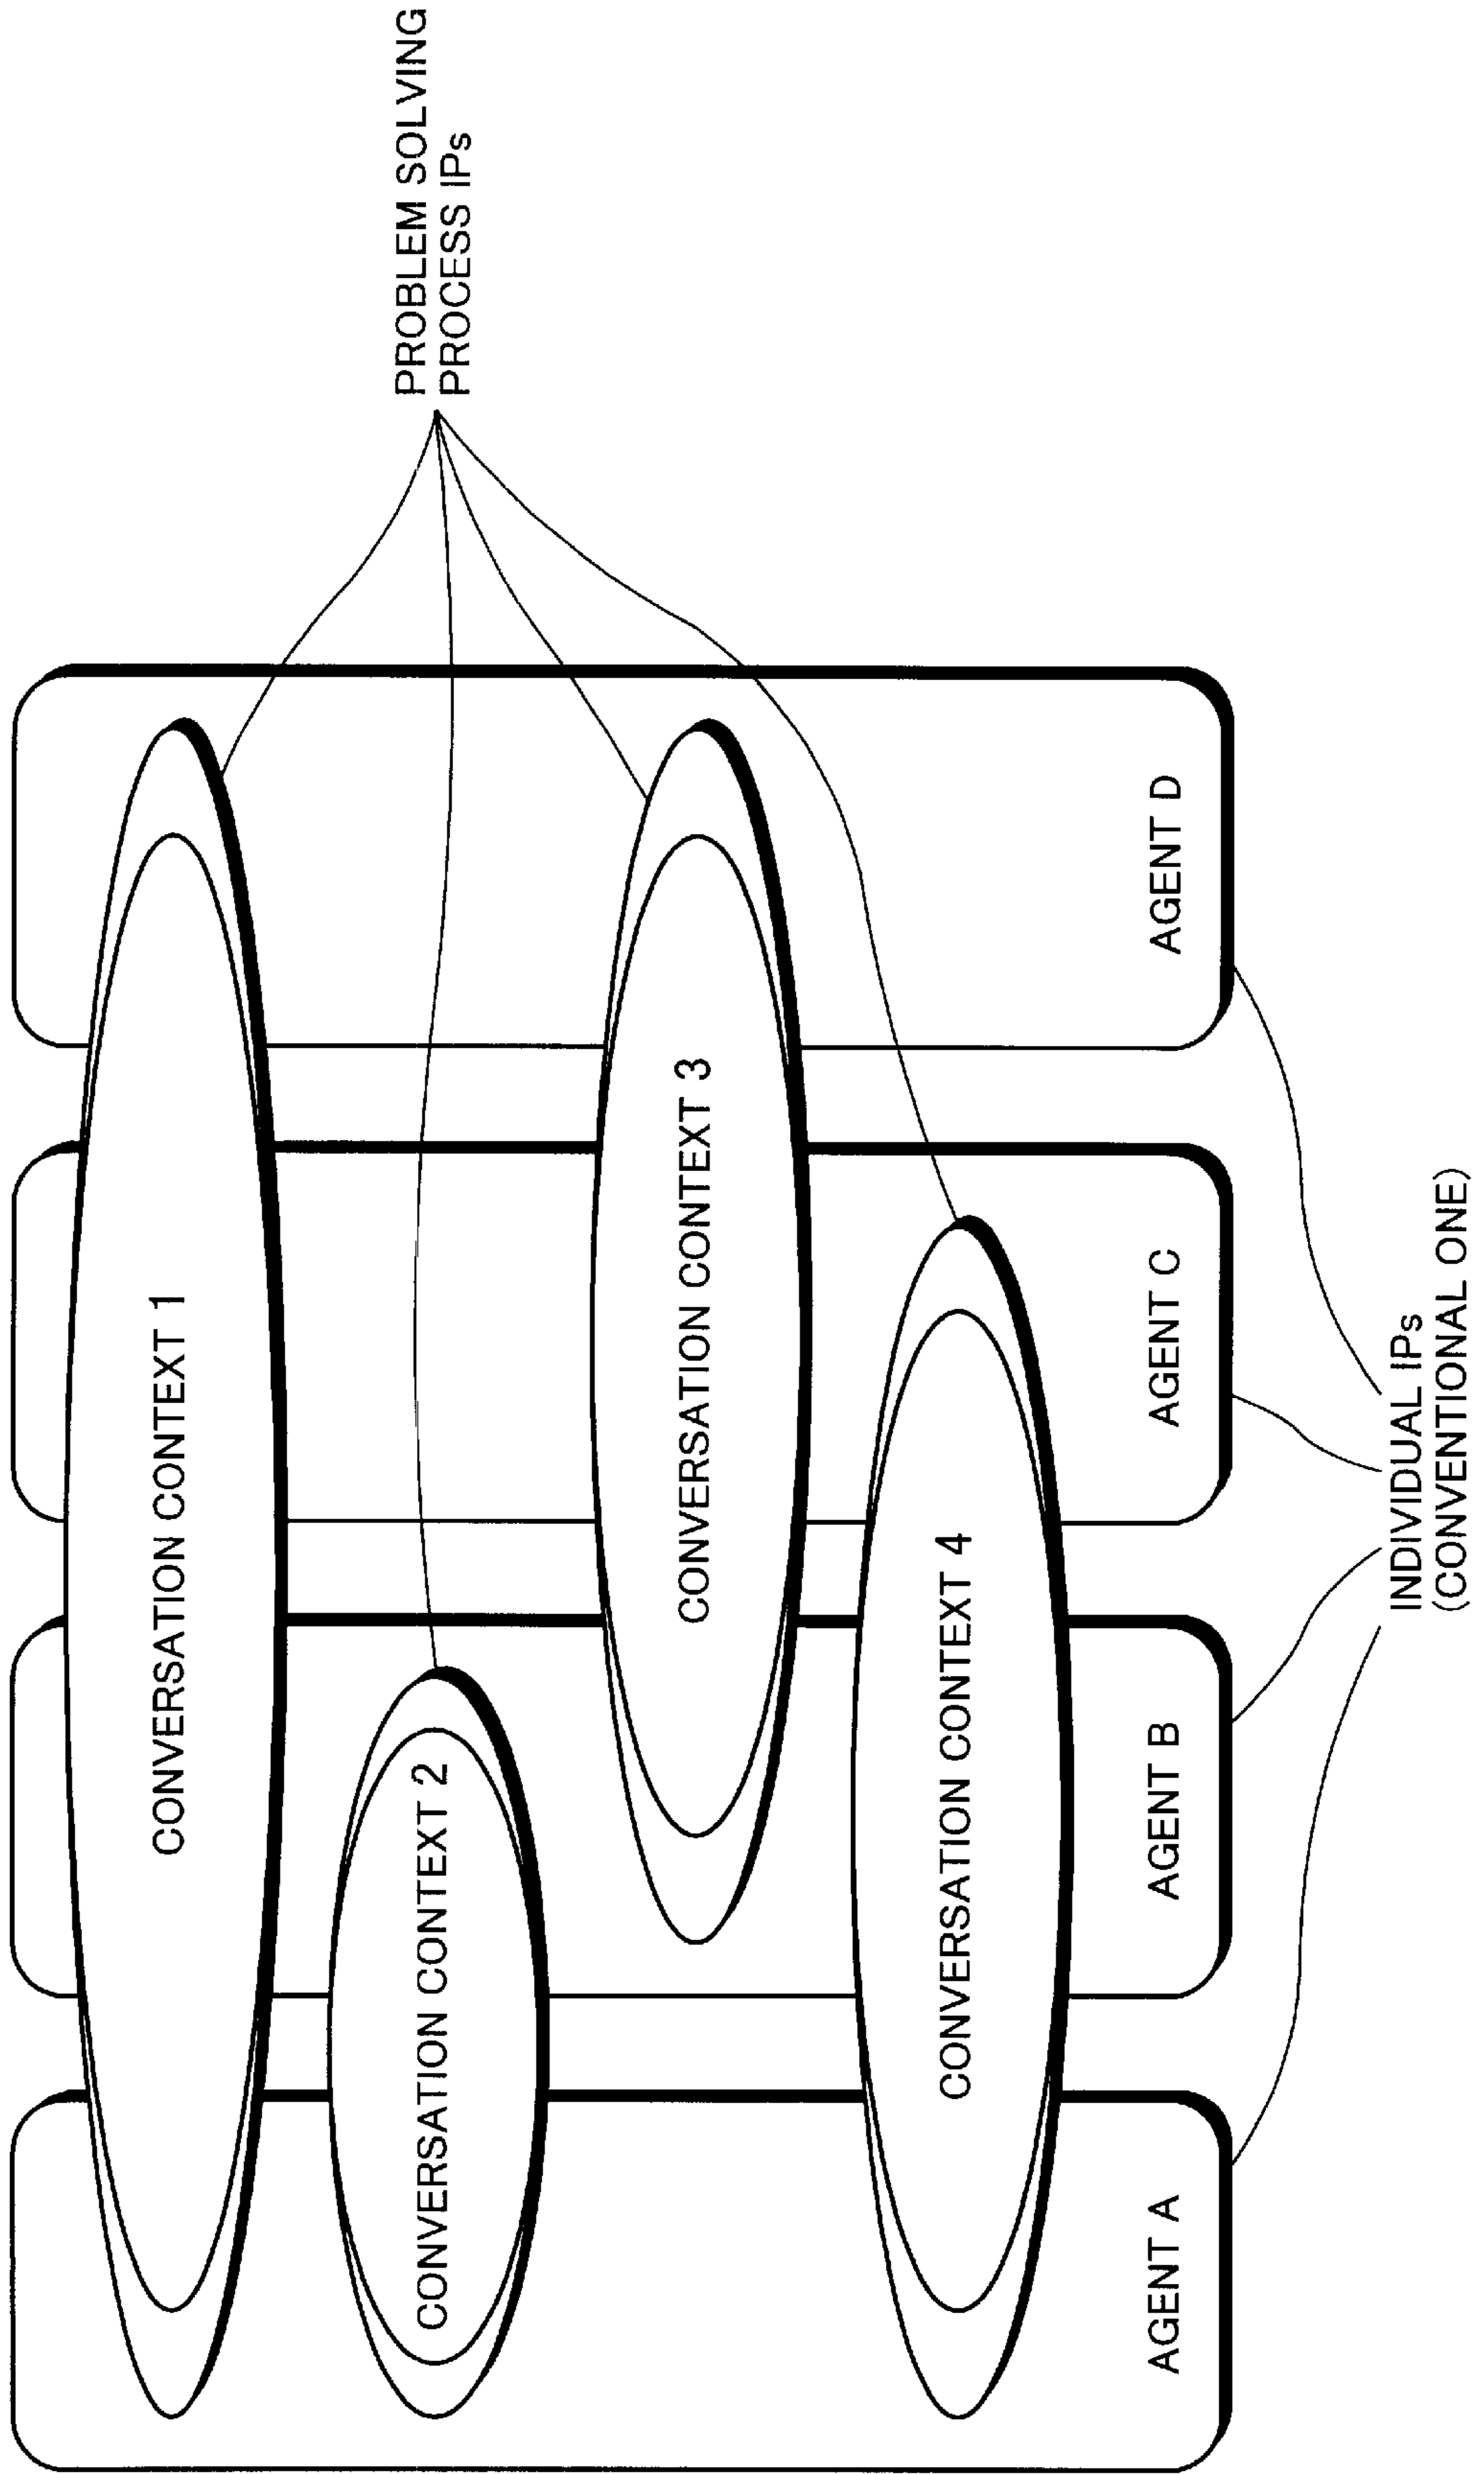 CONVERSATION CONTEXT 1
CONVERSATION CONTEXT 2
CONVERSATION CONTEXT 3
CONVERSATION CONTEXT 4
AGENT A
AGENT B
AGENT C
AGENT D
PROBLEM SOLVING
PROCESS IPs
INDIVIDUAL IPs
(CONVENTIONAL ONE)